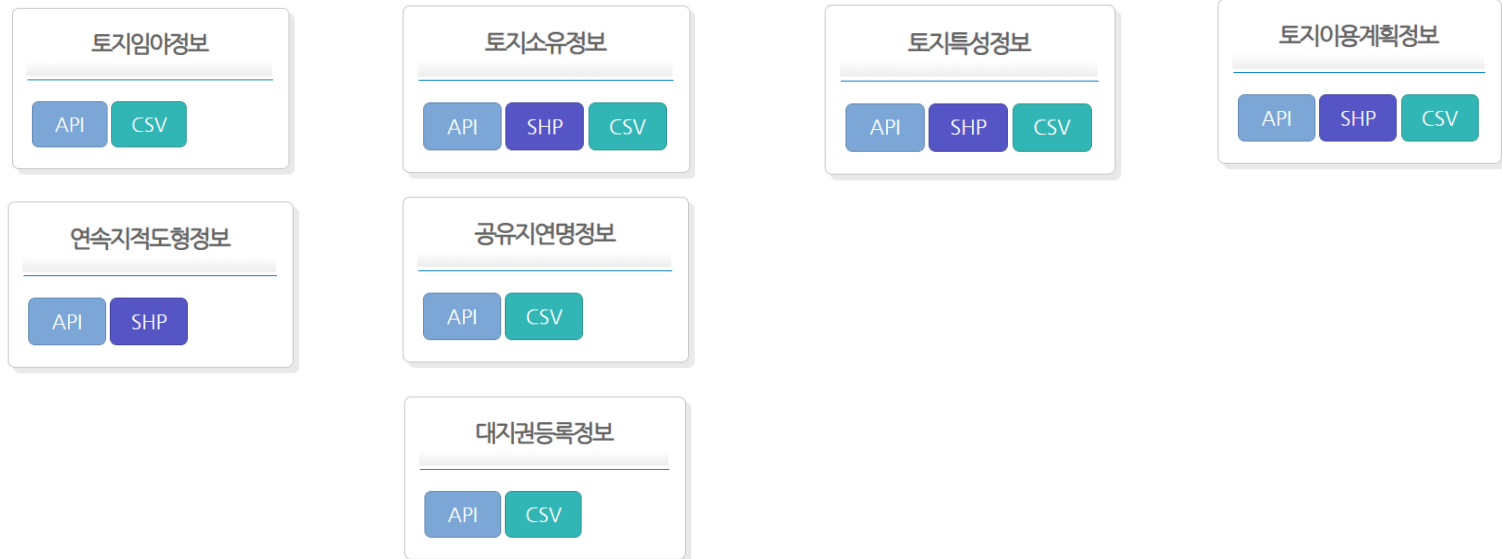 토지임야정보
API CSV
토지소유정보
API SHP CSV
토지특성정보
API SHP CSV
토지이용계획정보
API SHP CSV
연속지적도형정보
API SHP
공유지연명정보
API CSV
대지권등록정보
API CSV